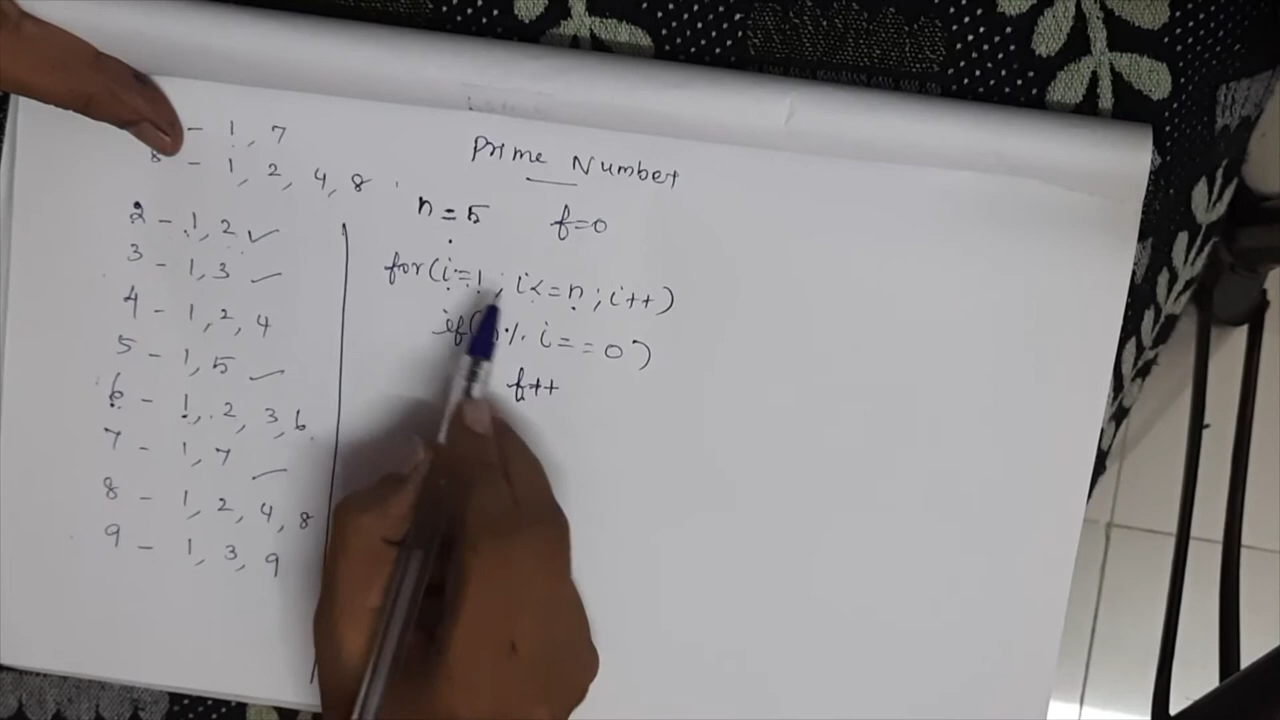 - 1, 7
8 - 1, 2, 4, 8
2 - 1, 2 ✓
3 - 1, 3 ✓
4 - 1, 2, 4
5 - 1, 5 ✓
6 - 1, 2, 3, 6
7 - 1, 7 ✓
8 - 1, 2, 4, 8
9 - 1, 3, 9
Prime Number
n = 5 f=0
for(i=1; i<=n; i++)
if(n% i==0)
f++